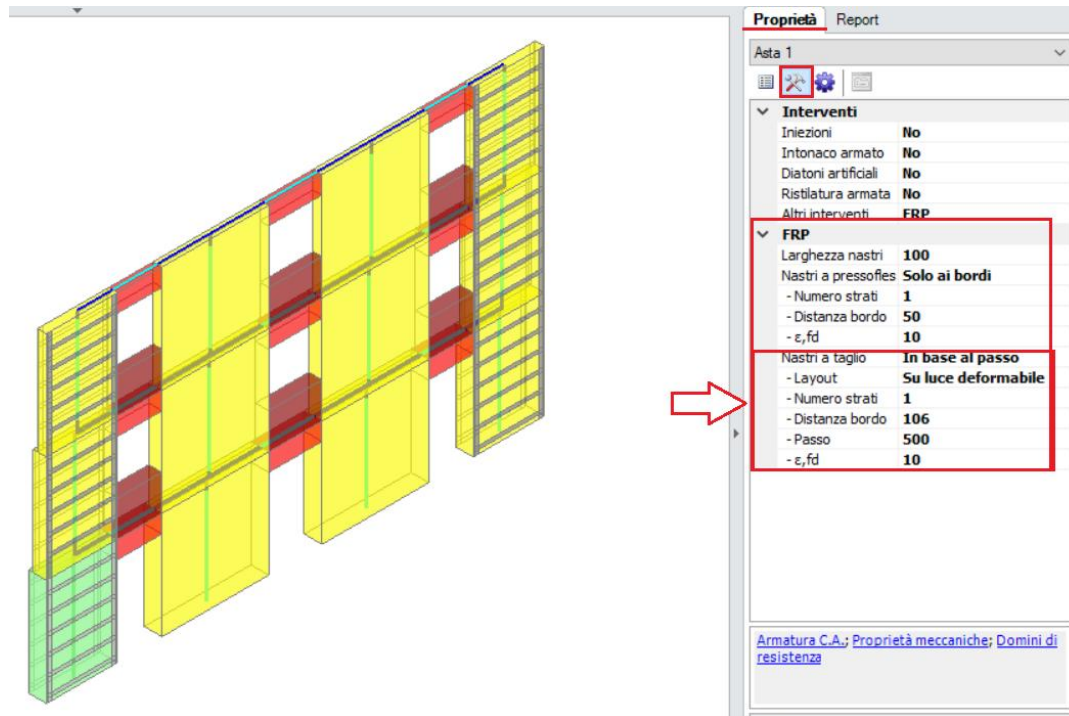 Proprietà Report
Asta 1
Interventi
Iniezioni No
Intonaco armato No
Diatoni artificiali No
Ristilatura armata No
Altri interventi FRP
FRP
Larghezza nastri 100
Nastri a pressofles Solo ai bordi
- Numero strati 1
- Distanza bordo 50
- ε,fd 10
Nastri a taglio In base al passo
- Layout Su luce deformabile
- Numero strati 1
- Distanza bordo 106
- Passo 500
- ε,fd 10
Armatura C.A.; Proprietà meccaniche; Domini di
resistenza